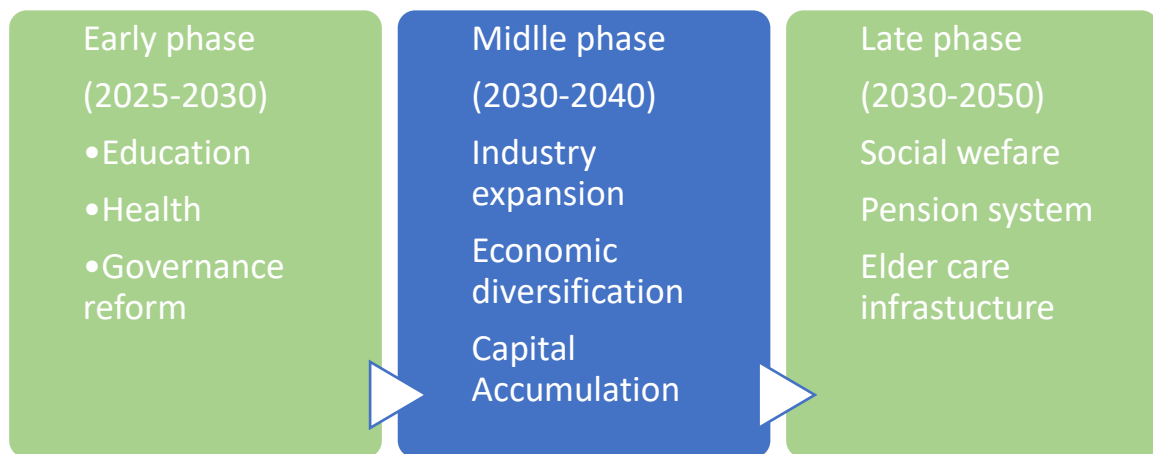 Early phase
(2025-2030)
•Education
•Health
•Governance
reform
Midlle phase
(2030-2040)
Industry
expansion
Economic
diversification
Capital
Accumulation
Late phase
(2030-2050)
Social wefare
Pension system
Elder care
infrastucture